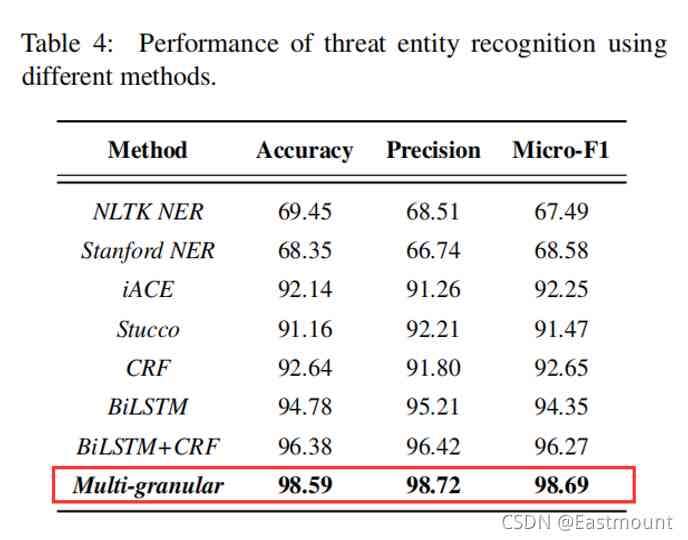 Table 4: Performance of threat entity recognition using
different methods.
Method Accuracy Precision Micro-F1
NLTK NER 69.45 68.51 67.49
Stanford NER 68.35 66.74 68.58
iACE 92.14 91.26 92.25
Stucco 91.16 92.21 91.47
CRF 92.64 91.80 92.65
BiLSTM 94.78 95.21 94.35
BiLSTM+CRF 96.38 96.42 96.27
Multi-granular 98.59 98.72 98.69
CSDN @Eastmount